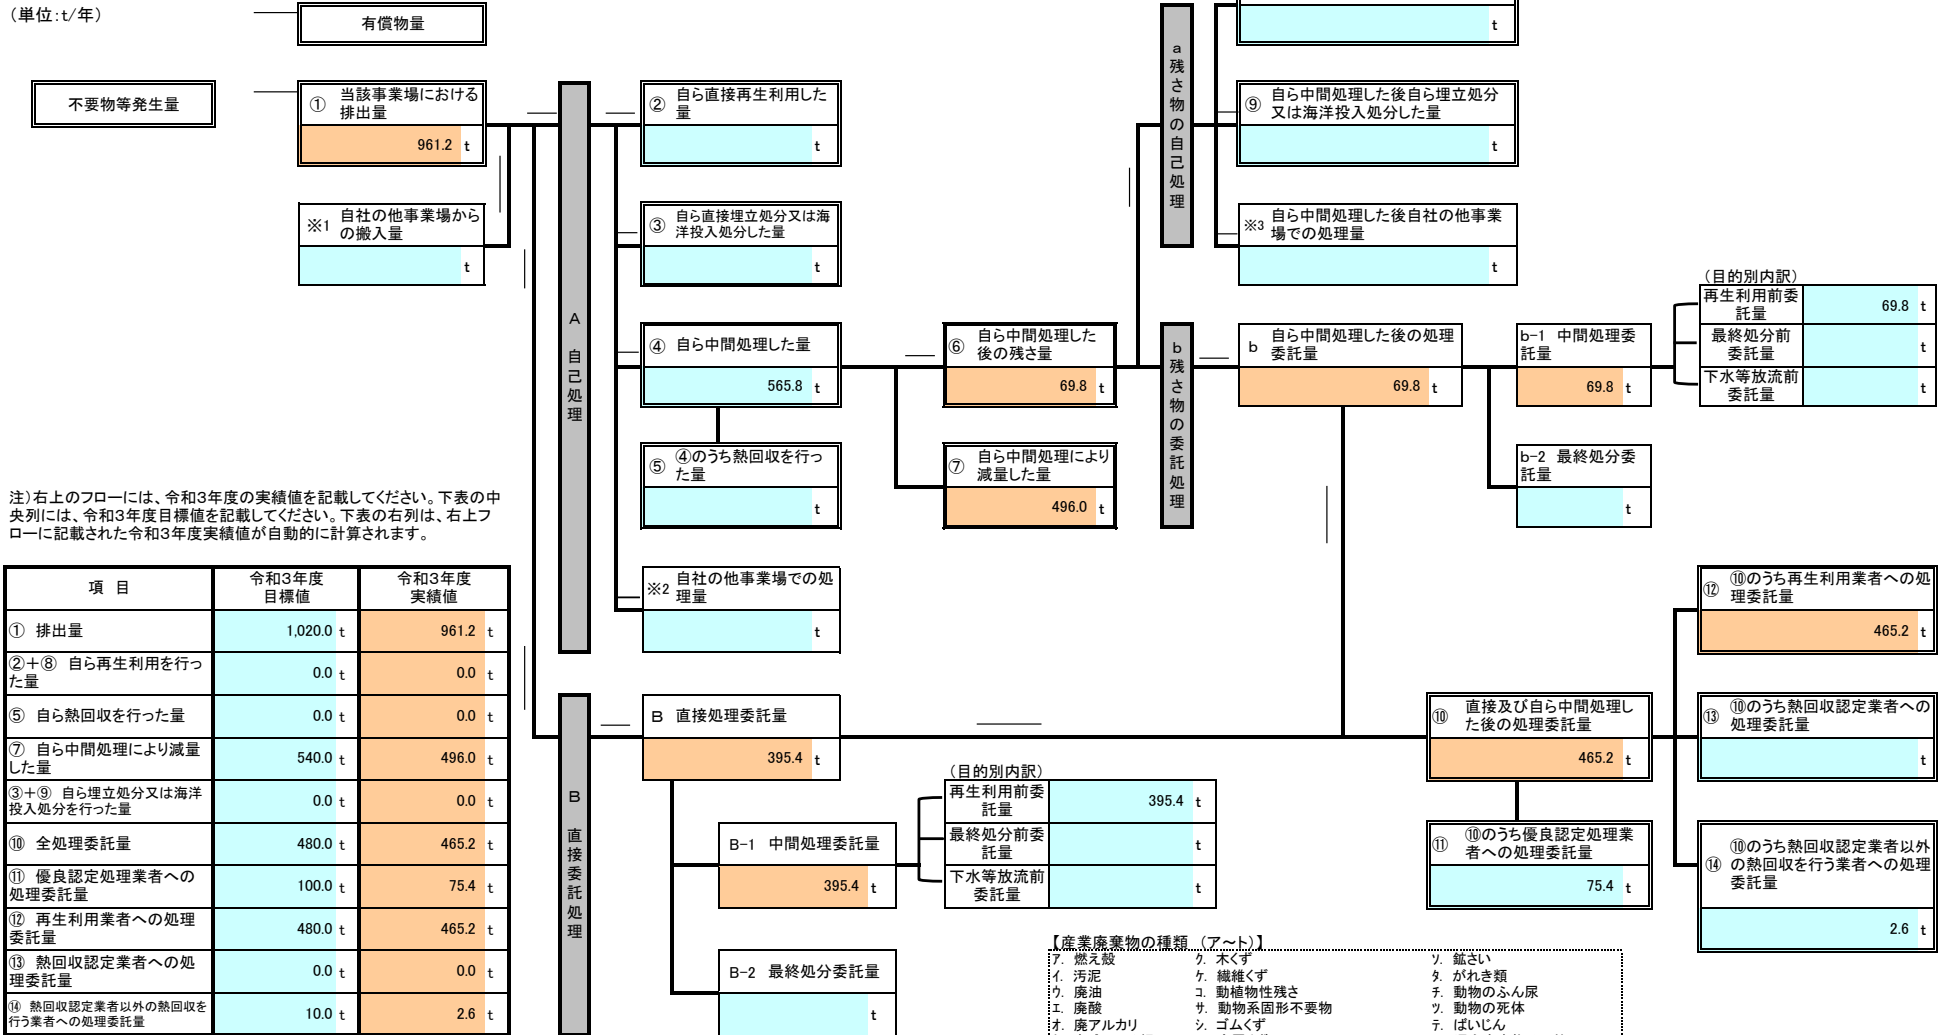 (単位:t/年)
有償物量
不要物等発生量
① 当該事業場における
排出量
961.2 t
※1 自社の他事業場から
の搬入量
t
A 自己処理
② 自ら直接再生利用した
量
t
③ 自ら直接埋立処分又は海
洋投入処分した量
t
④ 自ら中間処理した量
565.8 t
⑤ ④のうち熱回収を行っ
た量
t
※2 自社の他事業場での処
理量
t
⑥ 自ら中間処理した
後の残さ量
69.8 t
⑦ 自ら中間処理により
減量した量
496.0 t
a 残さ物の自己処理
t
⑨ 自ら中間処理した後自ら埋立処分
又は海洋投入処分した量
t
※3 自ら中間処理した後自社の他事業
場での処理量
t
b 残さ物の委託処理
b 自ら中間処理した後の処理
委託量
69.8 t
b-1 中間処理委
託量
69.8 t
b-2 最終処分委
託量
t
(目的別内訳)
再生利用前委
託量
69.8 t
最終処分前
委託量
t
下水等放流前
委託量
t
注)右上のフローには、令和3年度の実績値を記載してください。下表の中
央列には、令和3年度目標値を記載してください。下表の右列は、右上フ
ローに記載された令和3年度実績値が自動的に計算されます。
項 目
令和3年度
目標値
令和3年度
実績値
① 排出量 1,020.0 t 961.2 t
②+⑧ 自ら再生利用を行っ
た量
0.0 t 0.0 t
⑤ 自ら熱回収を行った量 0.0 t 0.0 t
⑦ 自ら中間処理により減量
した量
540.0 t 496.0 t
③+⑨ 自ら埋立処分又は海洋
投入処分を行った量
0.0 t 0.0 t
⑩ 全処理委託量 480.0 t 465.2 t
⑪ 優良認定処理業者への
処理委託量
100.0 t 75.4 t
⑫ 再生利用業者への処理
委託量
480.0 t 465.2 t
⑬ 熱回収認定業者への処
理委託量
0.0 t 0.0 t
⑭ 熱回収認定業者以外の熱回収を
行う業者への処理委託量
10.0 t 2.6 t
B 直接委託処理
B 直接処理委託量
395.4 t
B-1 中間処理委託量
395.4 t
B-2 最終処分委託量
t
(目的別内訳)
再生利用前委
託量
395.4 t
最終処分前委
託量
t
下水等放流前
委託量
t
⑩ 直接及び自ら中間処理し
た後の処理委託量
465.2 t
⑪ ⑩のうち優良認定処理業
者への処理委託量
75.4 t
⑫ ⑩のうち再生利用業者への処
理委託量
465.2 t
⑬ ⑩のうち熱回収認定業者への
処理委託量
t
⑭ ⑩のうち熱回収認定業者以外
の熱回収を行う業者への処理
委託量
2.6 t
【産業廃棄物の種類 (ア~ト)】
ア. 燃え殻 ク. 木くず ソ. 鉱さい
イ. 汚泥 ケ. 繊維くず タ. がれき類
ウ. 廃油 コ. 動植物性残さ チ. 動物のふん尿
エ. 廃酸 サ. 動物系固形不要物 ツ. 動物の死体
オ. 廃アルカリ シ. ゴムくず テ. ばいじん